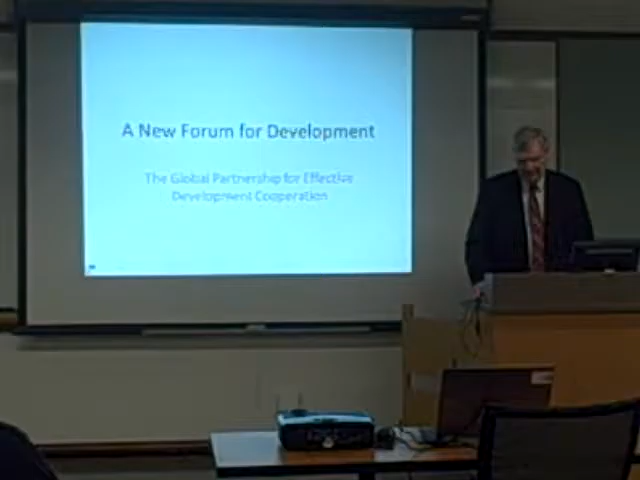 A New Forum for Development
The Global Partnership for Effective
Development Cooperation